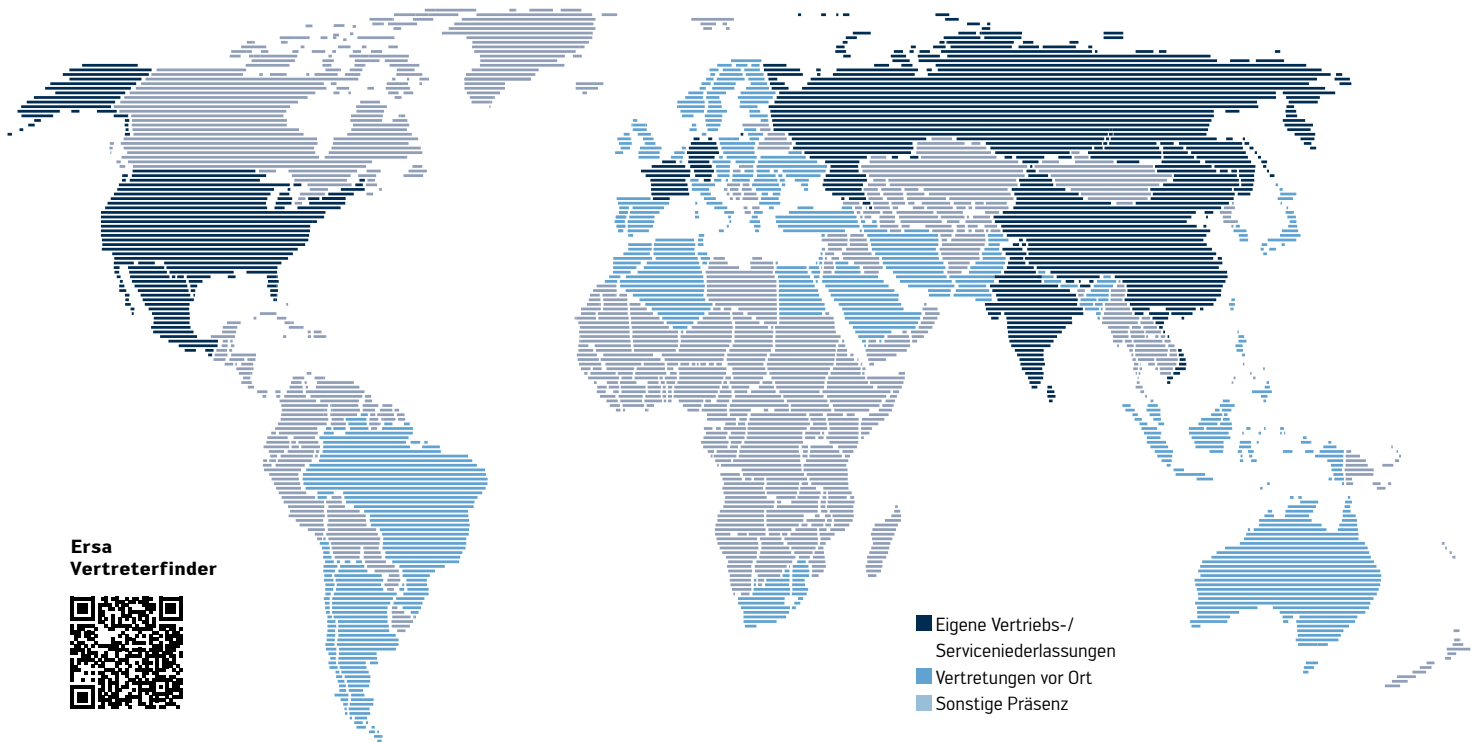 Ersa
Vertreterfinder
Eigene Vertriebs-/
Serviceniederlassungen
Vertretungen vor Ort
Sonstige Präsenz